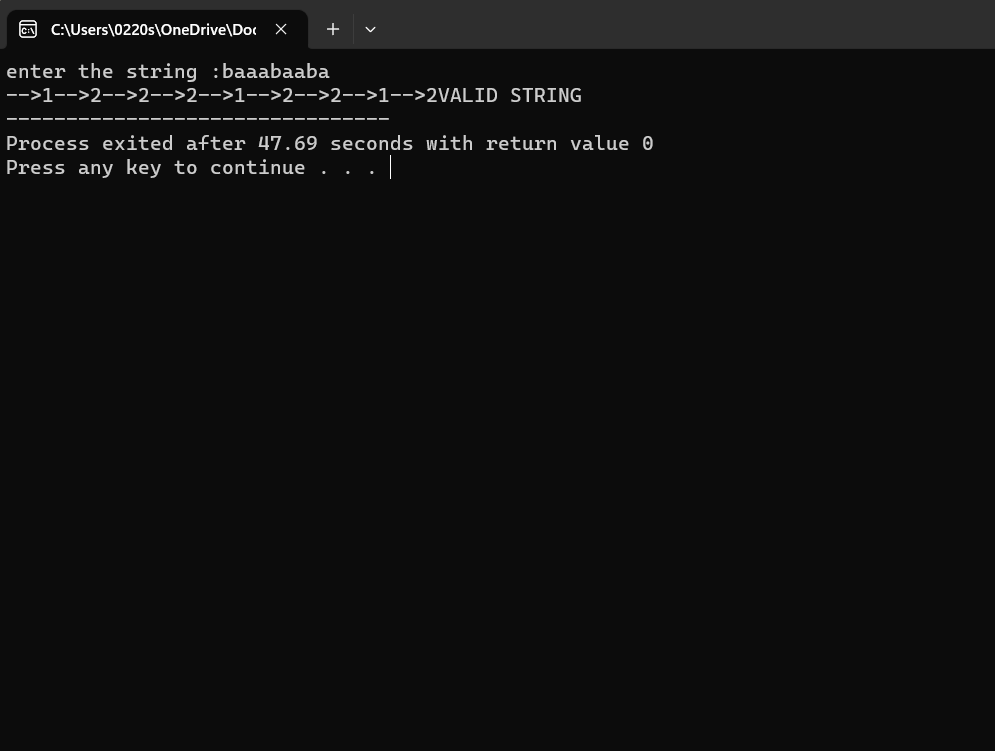 C:\Users\0220s\OneDrive\Doc
enter the string :baaabaaba
-->1-->2-->2-->2-->1-->2-->2-->1-->2VALID STRING
--------------------------------
Process exited after 47.69 seconds with return value 0
Press any key to continue . . .